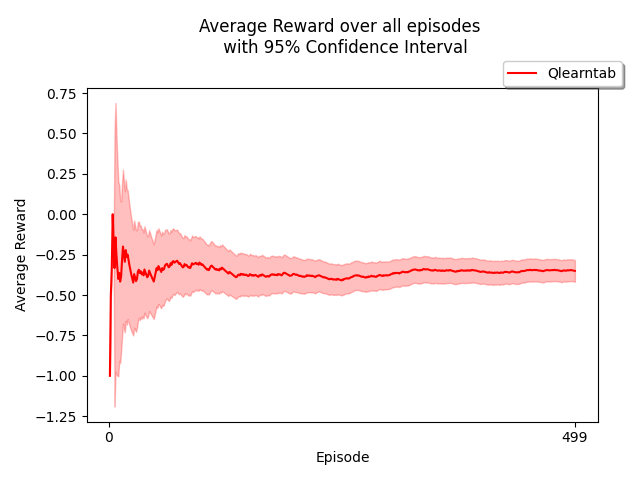 Average Reward over all episodes
with 95% Confidence Interval
Qlearntab
0.75
0.50
0.25
0.00
−0.25
−0.50
−0.75
−1.00
−1.25
Average Reward
0 499
Episode